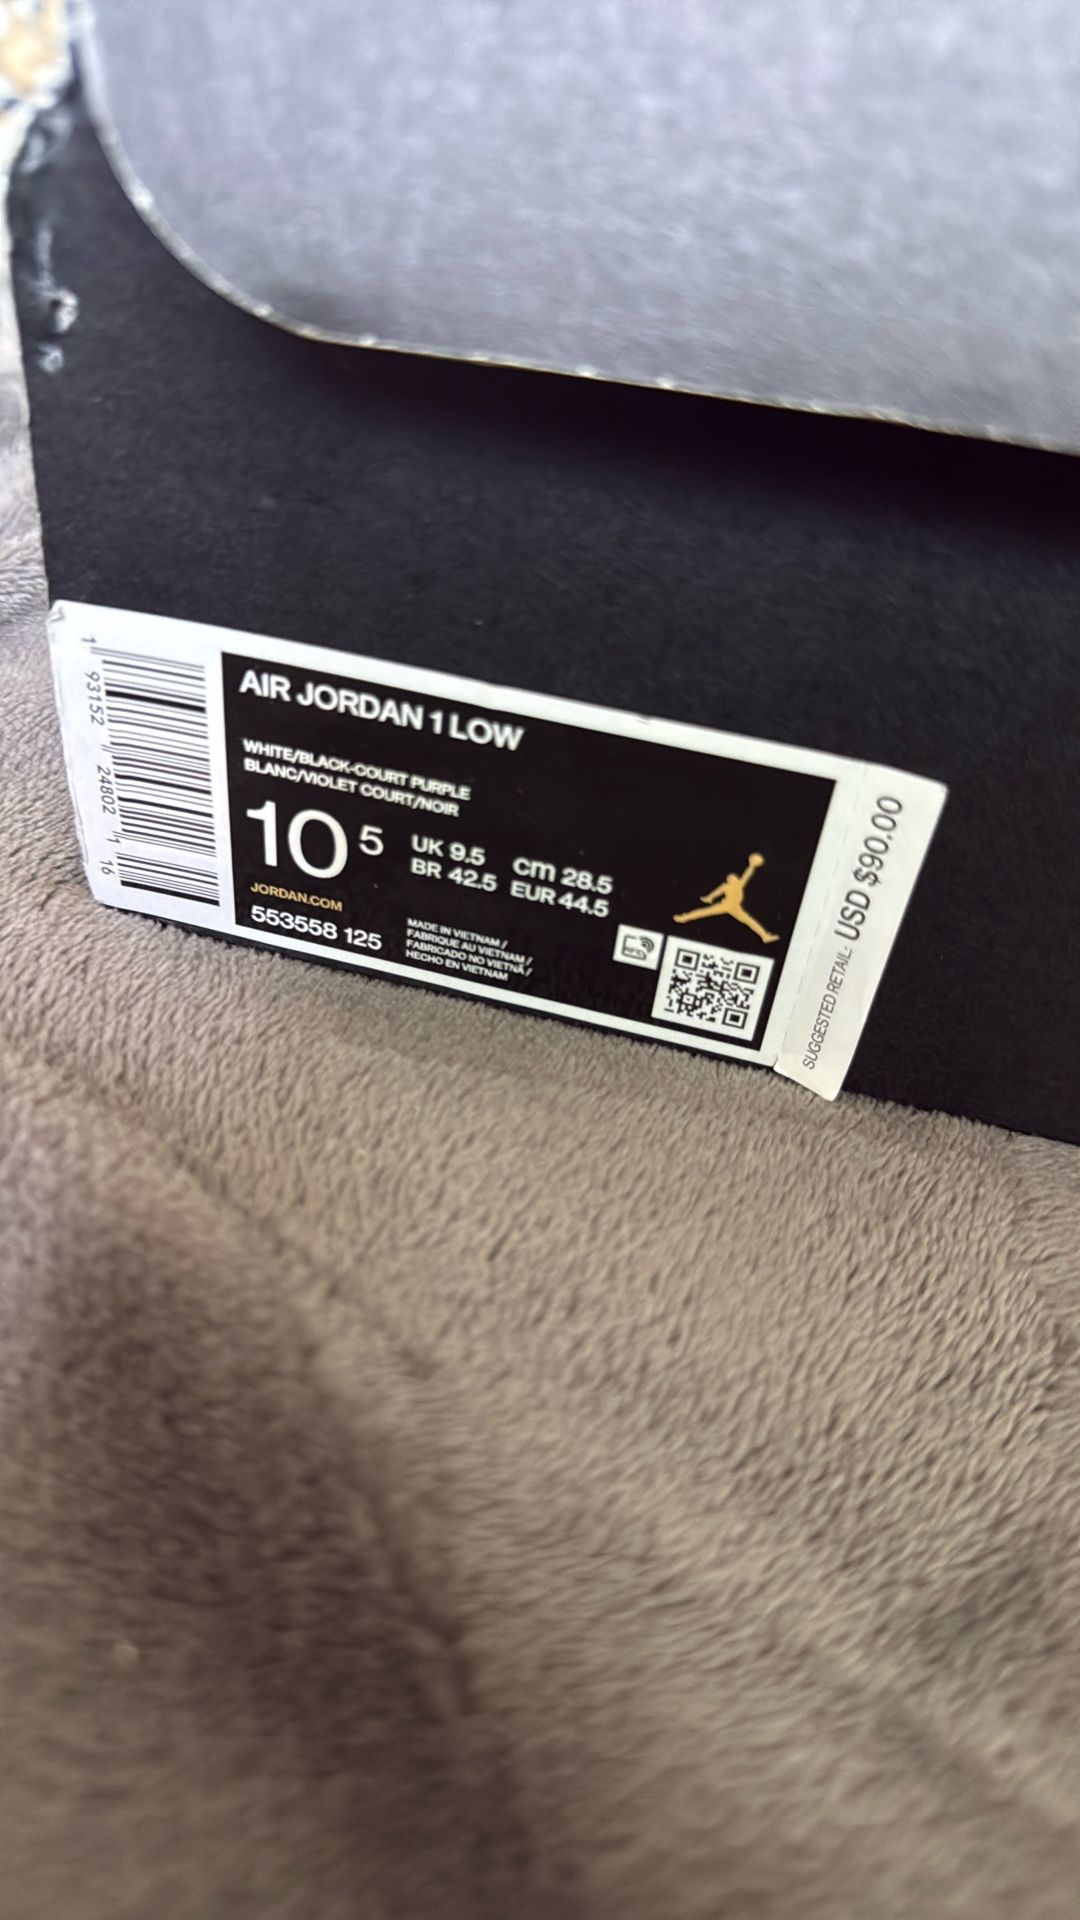 AIR JORDAN 1 LOW
WHITE/BLACK-COURT PURPLE
BLANC/VIOLET COURT/NOIR
10 5
UK 9.5 cm 28.5
BR 42.5 EUR 44.5
JORDAN.COM
553558 125
MADE IN VIETNAM /
FABRIQUE AU VIETNAM /
FABRICADO NO VIETNÃ /
HECHO EN VIETNAM
1 93152 24802 1 16
SUGGESTED RETAIL: USD $90.00